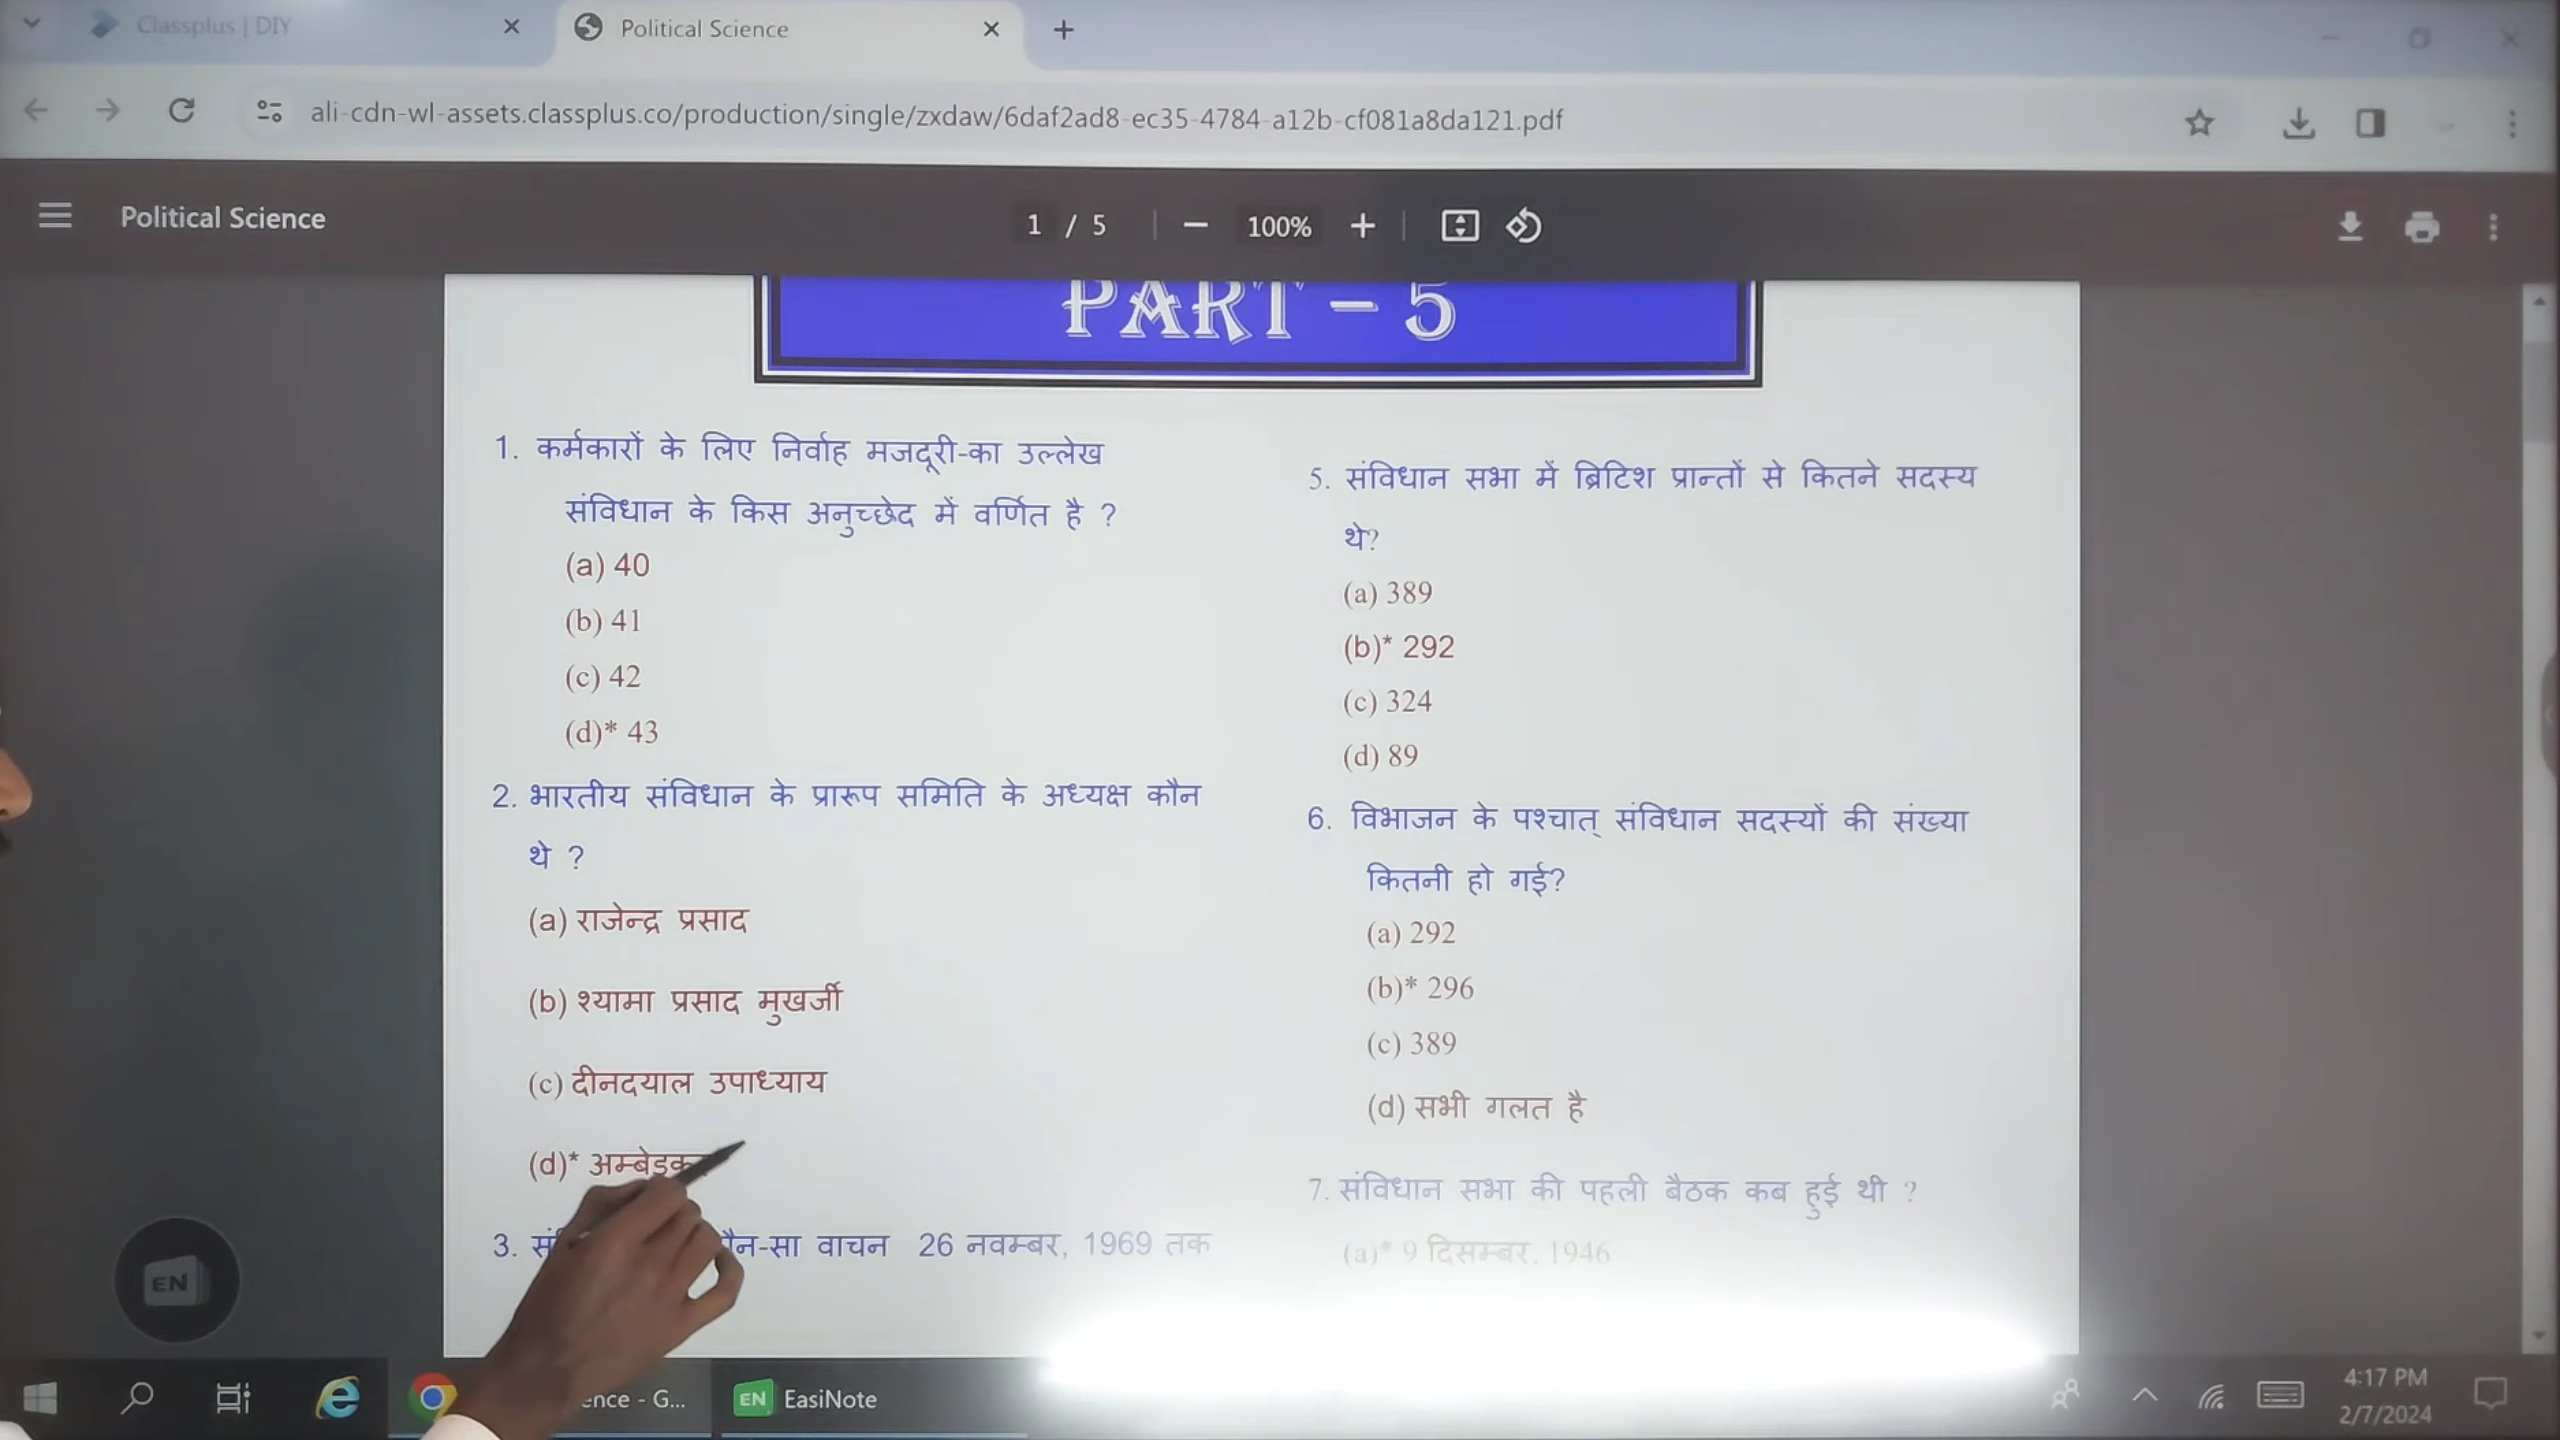 Classplus | DIY
Political Science
ali-cdn-wl-assets.classplus.co/production/single/zxdaw/6daf2ad8-ec35-4784-a12b-cf081a8da121.pdf
Political Science
1 / 5
100%
PART - 5
1. कर्मकारों के लिए निर्वाह मजदूरी-का उल्लेख
संविधान के किस अनुच्छेद में वर्णित है ?
(a) 40
(b) 41
(c) 42
(d)* 43
2. भारतीय संविधान के प्रारूप समिति के अध्यक्ष कौन
थे ?
(a) राजेन्द्र प्रसाद
(b) श्यामा प्रसाद मुखर्जी
(c) दीनदयाल उपाध्याय
(d)*
3. कौन-सा वाचन 26 नवम्बर, 1969 तक
5. संविधान सभा में ब्रिटिश प्रान्तों से कितने सदस्य
थे?
(a) 389
(b)* 292
(c) 324
(d) 89
6. विभाजन के पश्चात् संविधान सदस्यों की संख्या
कितनी हो गई?
(a) 292
(b)* 296
(c) 389
(d) सभी गलत है
7. संविधान सभा की पहली बैठक कब हुई थी ?
(a)* 9 दिसम्बर, 1946
EN
ence - G...
EN EasiNote
4:17 PM
2/7/2024